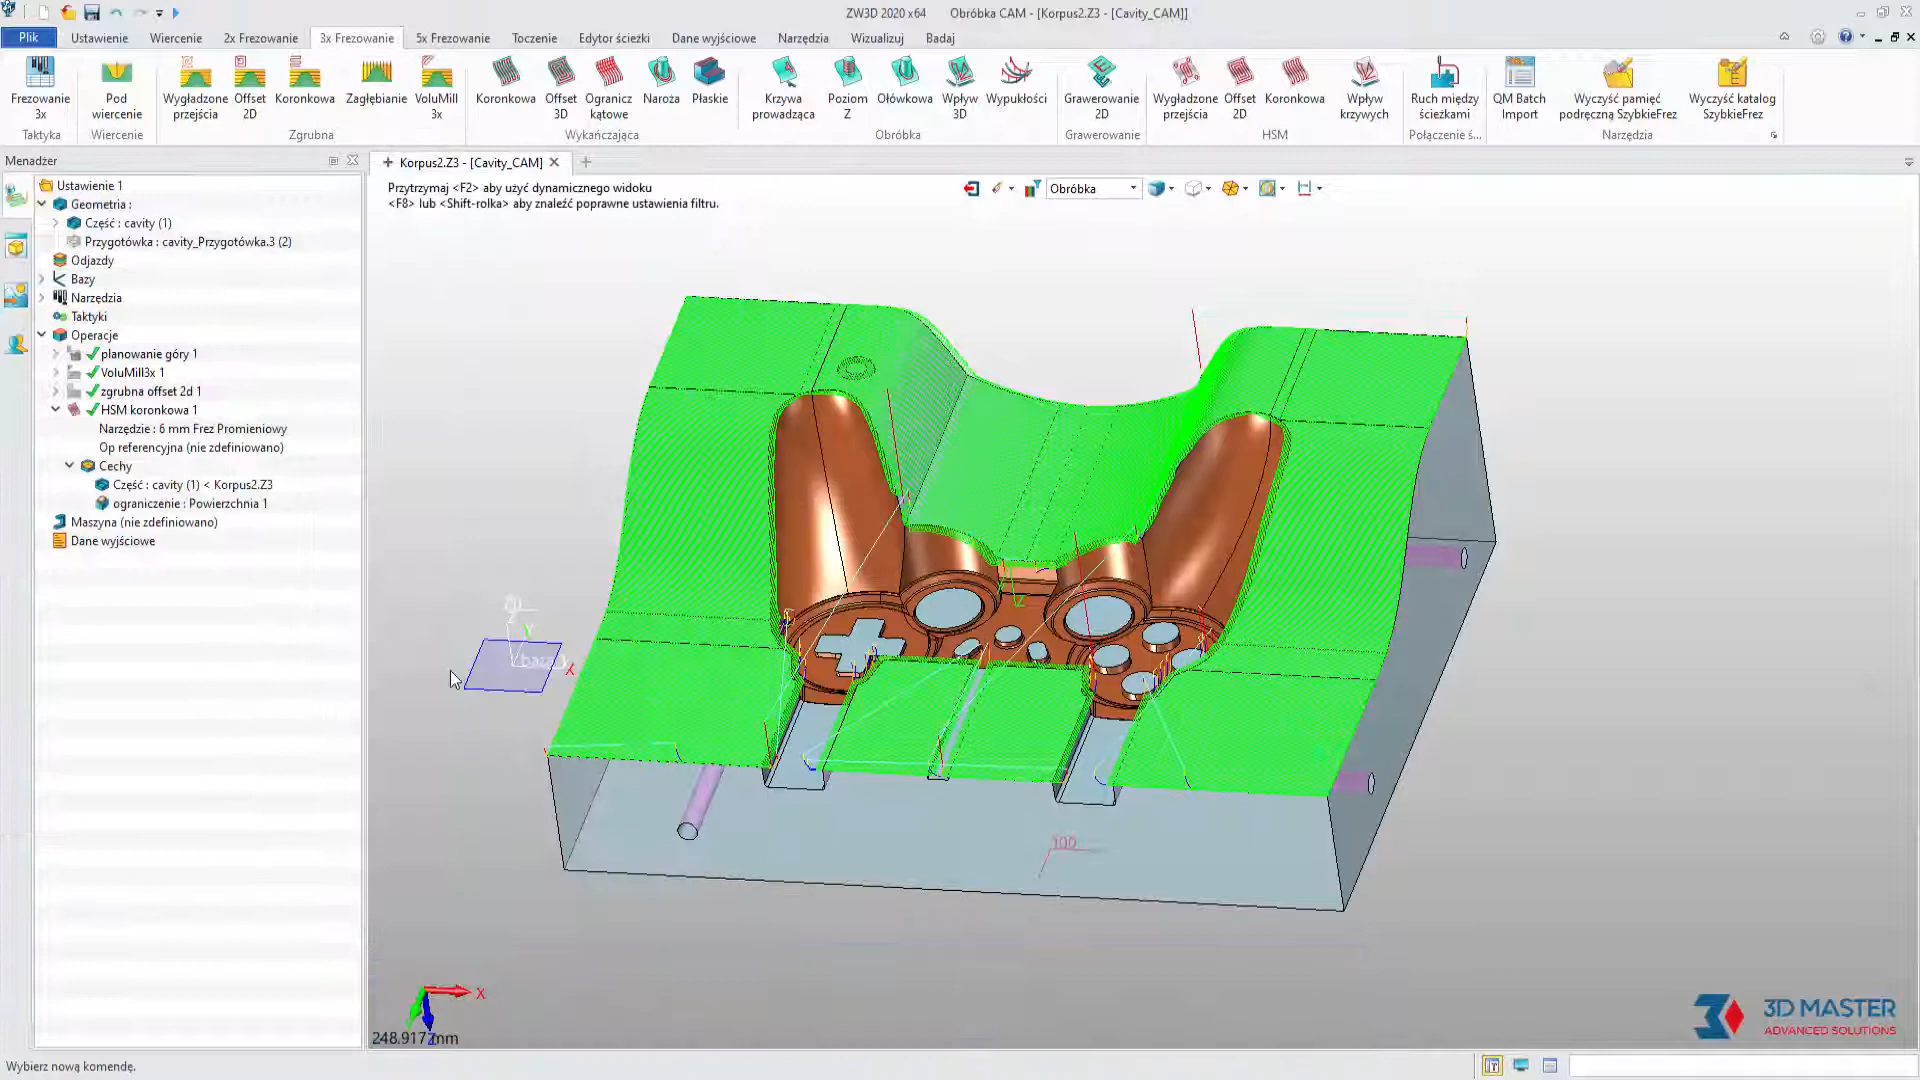 ZW3D 2020 x64 Obróbka CAM - [Korpus2.Z3 - [Cavity_CAM]]
Plik Ustawienie Wiercenie 2x Frezowanie 3x Frezowanie 5x Frezowanie Toczenie Edytor ścieżki Dane wyjściowe Narzędzia Wizualizuj Badaj
Frezowanie 3x
Pod wiercenie
Wygładzone przejścia
Offset 2D
Koronkowa
Zagłębianie
VoluMill 3x
Koronkowa
Offset 3D
Ogranicz kątowe
Naroża
Płaskie
Krzywa prowadząca
Poziom Z
Ołówkowa
Wpływ 3D
Wypukłości
Grawerowanie 2D
Wygładzone przejścia
Offset 2D
Koronkowa
Wpływ krzywych
Ruch między ścieżkami
QM Batch Import
Wyczyść pamięć podręczną SzybkieFrez
Wyczyść katalog SzybkieFrez
Taktyka Wiercenie Zgrubna Wykańczająca Obróbka Grawerowanie HSM Połączenie ś... Narzędzia
Menadżer
Korpus2.Z3 - [Cavity_CAM]
Przytrzymaj <F2> aby użyć dynamicznego widoku
<F8> lub <Shift-rolka> aby znaleźć poprawne ustawienia filtru.
Obróbka
Ustawienie 1
Geometria :
Część : cavity (1)
Przygotówka : cavity_Przygotówka.3 (2)
Odjazdy
Bazy
Narzędzia
Taktyki
Operacje
planowanie góry 1
VoluMill3x 1
zgrubna offset 2d 1
HSM koronkowa 1
Narzędzie : 6 mm Frez Promieniowy
Op referencyjna (nie zdefiniowano)
Cechy
Część : cavity (1) < Korpus2.Z3
ograniczenie : Powierzchnia 1
Maszyna (nie zdefiniowano)
Dane wyjściowe
Z
Y
X
Z
100
X
248.917 mm
3D MASTER
ADVANCED SOLUTIONS
Wybierz nową komendę.